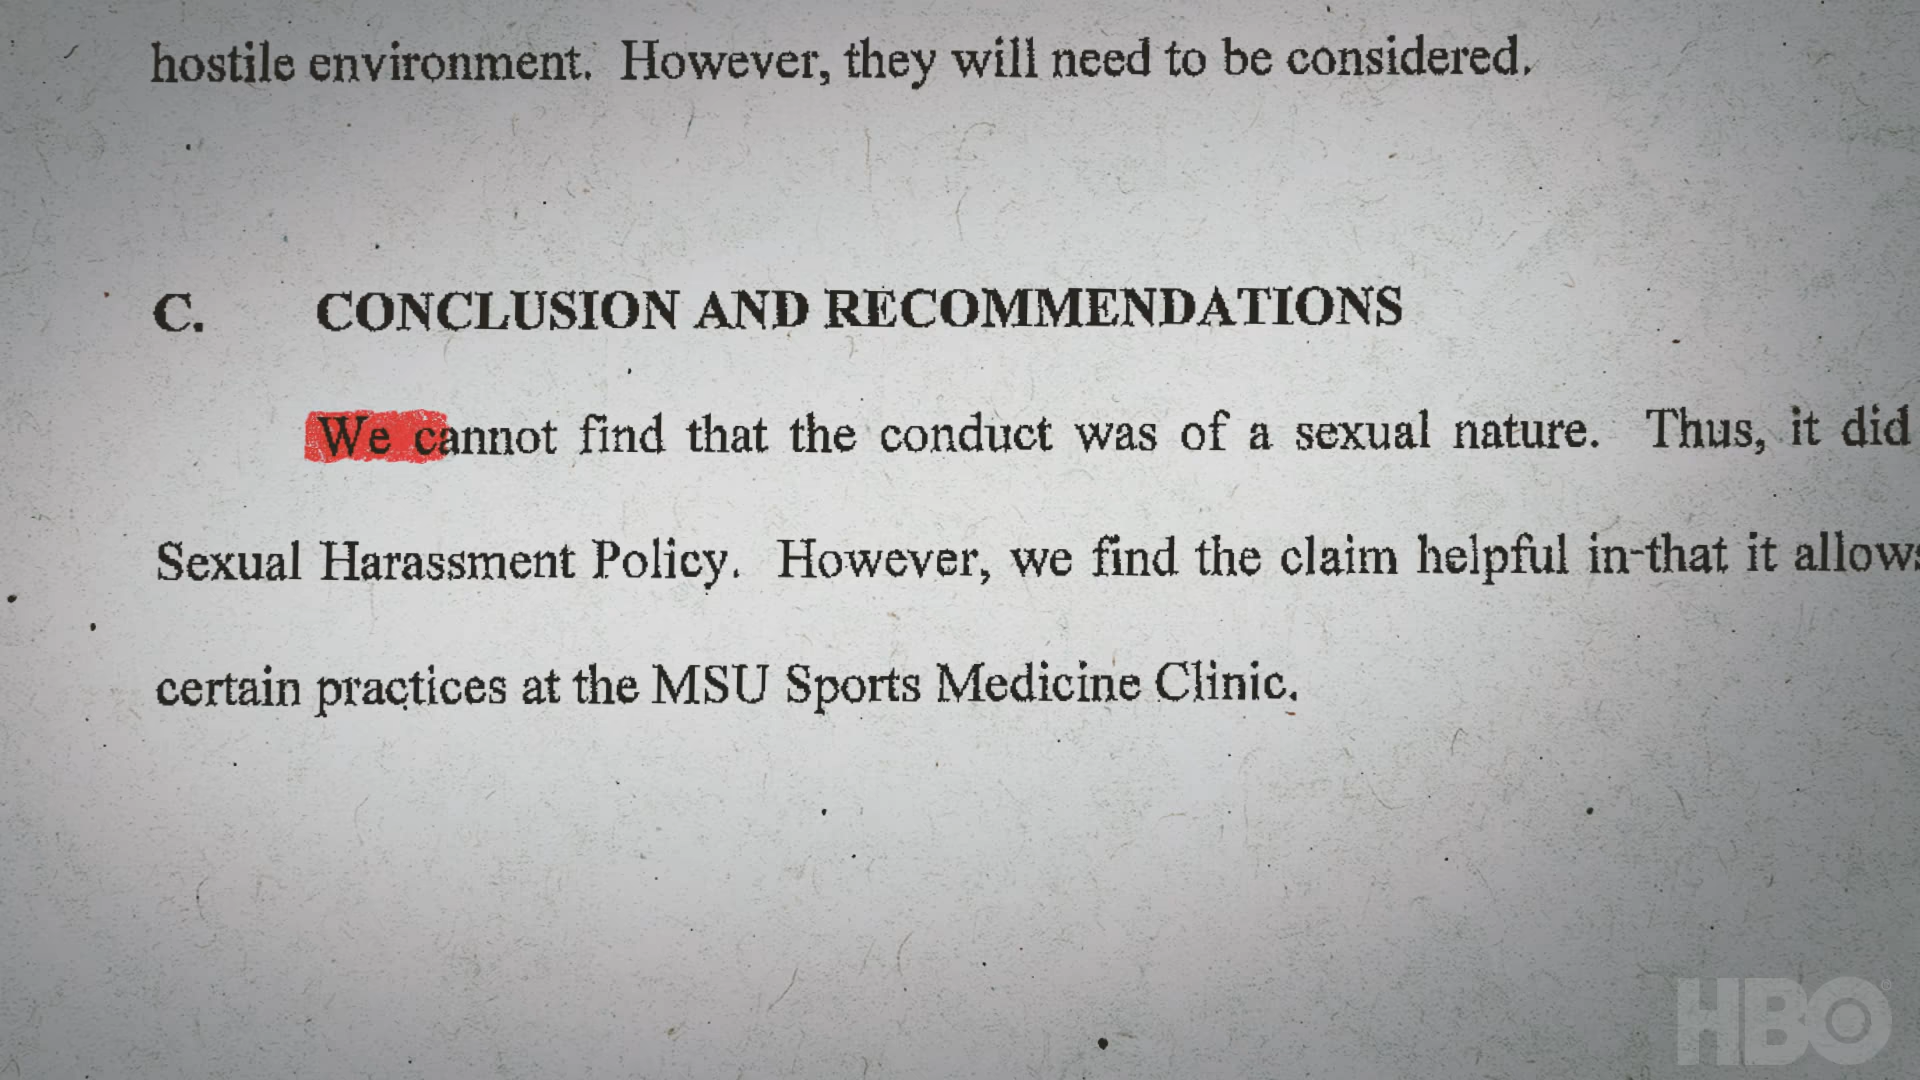 hostile environment. However, they will need to be considered.
C. CONCLUSION AND RECOMMENDATIONS
We cannot find that the conduct was of a sexual nature. Thus, it did
Sexual Harassment Policy. However, we find the claim helpful in-that it allows
certain practices at the MSU Sports Medicine Clinic.
HBO